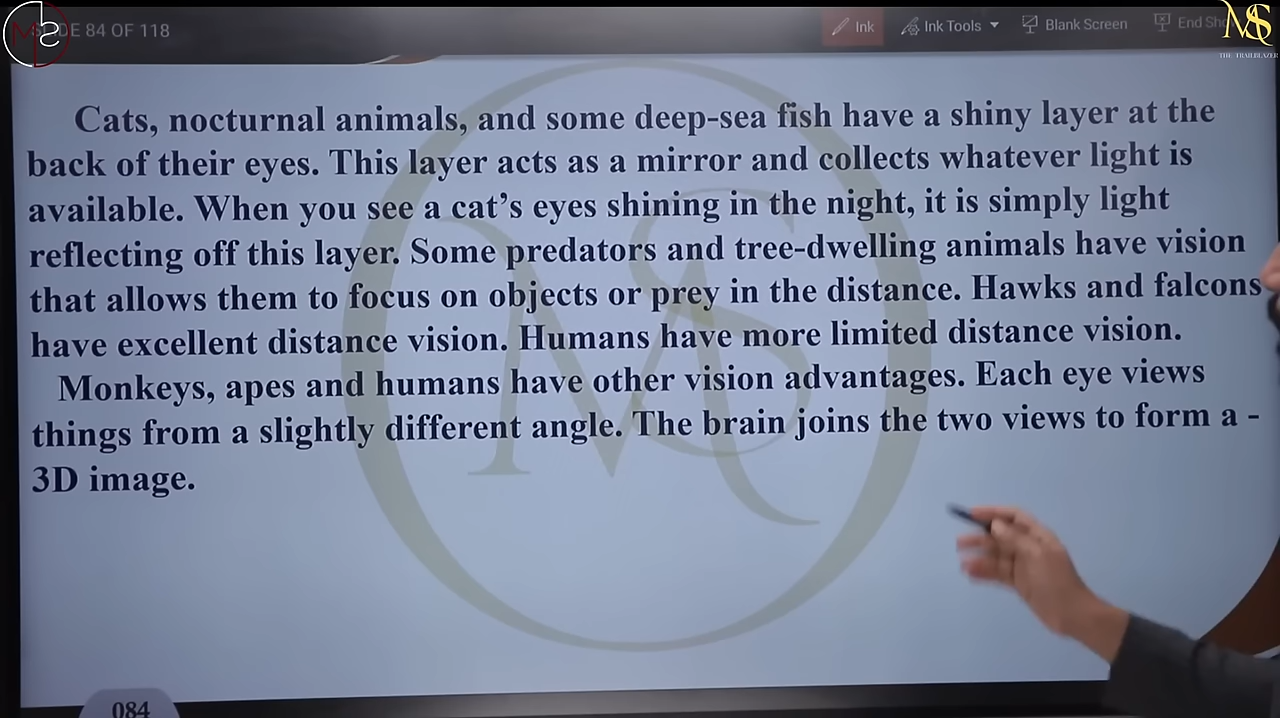 SLIDE 84 OF 118
Ink
Ink Tools
Blank Screen
End Sh
MS
THE TRAILBLAZER
Cats, nocturnal animals, and some deep-sea fish have a shiny layer at the
back of their eyes. This layer acts as a mirror and collects whatever light is
available. When you see a cat's eyes shining in the night, it is simply light
reflecting off this layer. Some predators and tree-dwelling animals have vision
that allows them to focus on objects or prey in the distance. Hawks and falcons
have excellent distance vision. Humans have more limited distance vision.
Monkeys, apes and humans have other vision advantages. Each eye views
things from a slightly different angle. The brain joins the two views to form a -
3D image.
084